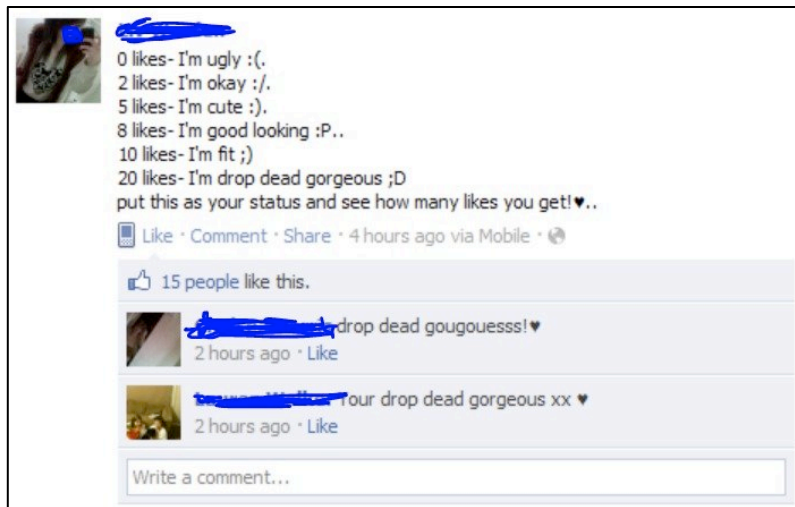 0 likes- I'm ugly :(.
2 likes- I'm okay :/.
5 likes- I'm cute :).
8 likes- I'm good looking :P..
10 likes- I'm fit ;)
20 likes- I'm drop dead gorgeous ;D
put this as your status and see how many likes you get!♥..
Like · Comment · Share · 4 hours ago via Mobile ·
15 people like this.
drop dead gougouesss!♥
2 hours ago · Like
Your drop dead gorgeous xx ♥
2 hours ago · Like
Write a comment...